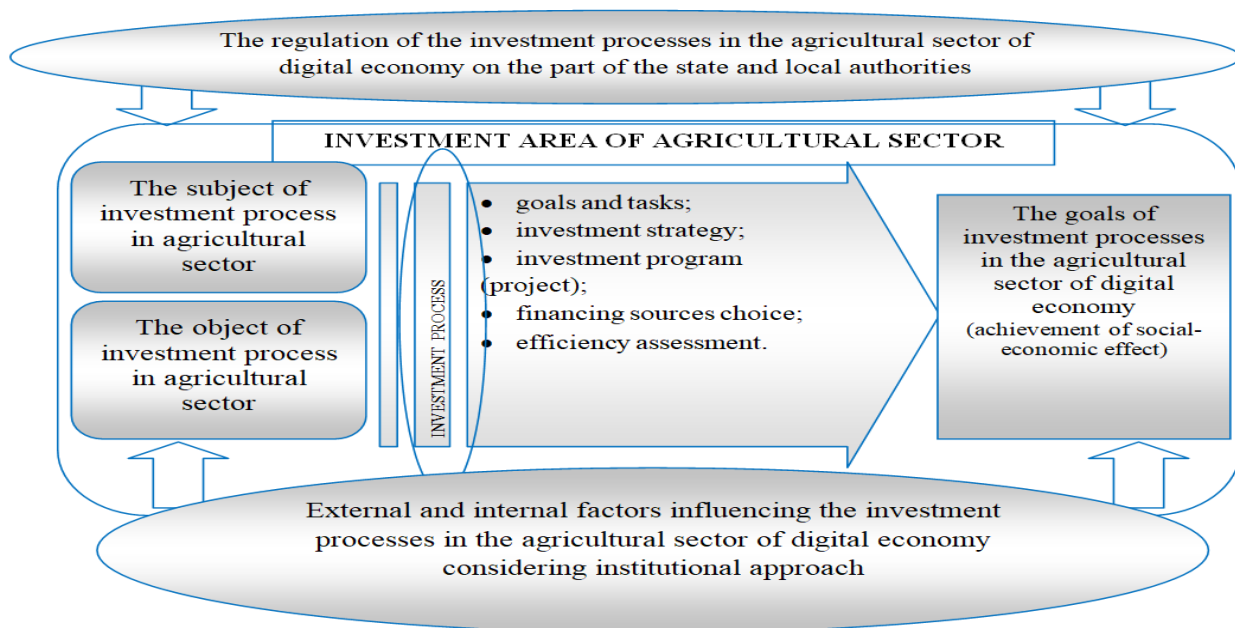 The regulation of the investment processes in the agricultural sector of
digital economy on the part of the state and local authorities
INVESTMENT AREA OF AGRICULTURAL SECTOR
The subject of
investment process
in agricultural
sector
The object of
investment process
in agricultural
sector
INVESTMENT PROCESS
• goals and tasks;
• investment strategy;
• investment program
(project);
• financing sources choice;
• efficiency assessment.
The goals of
investment processes
in the agricultural
sector of digital
economy
(achievement of social-
economic effect)
External and internal factors influencing the investment
processes in the agricultural sector of digital economy
considering institutional approach